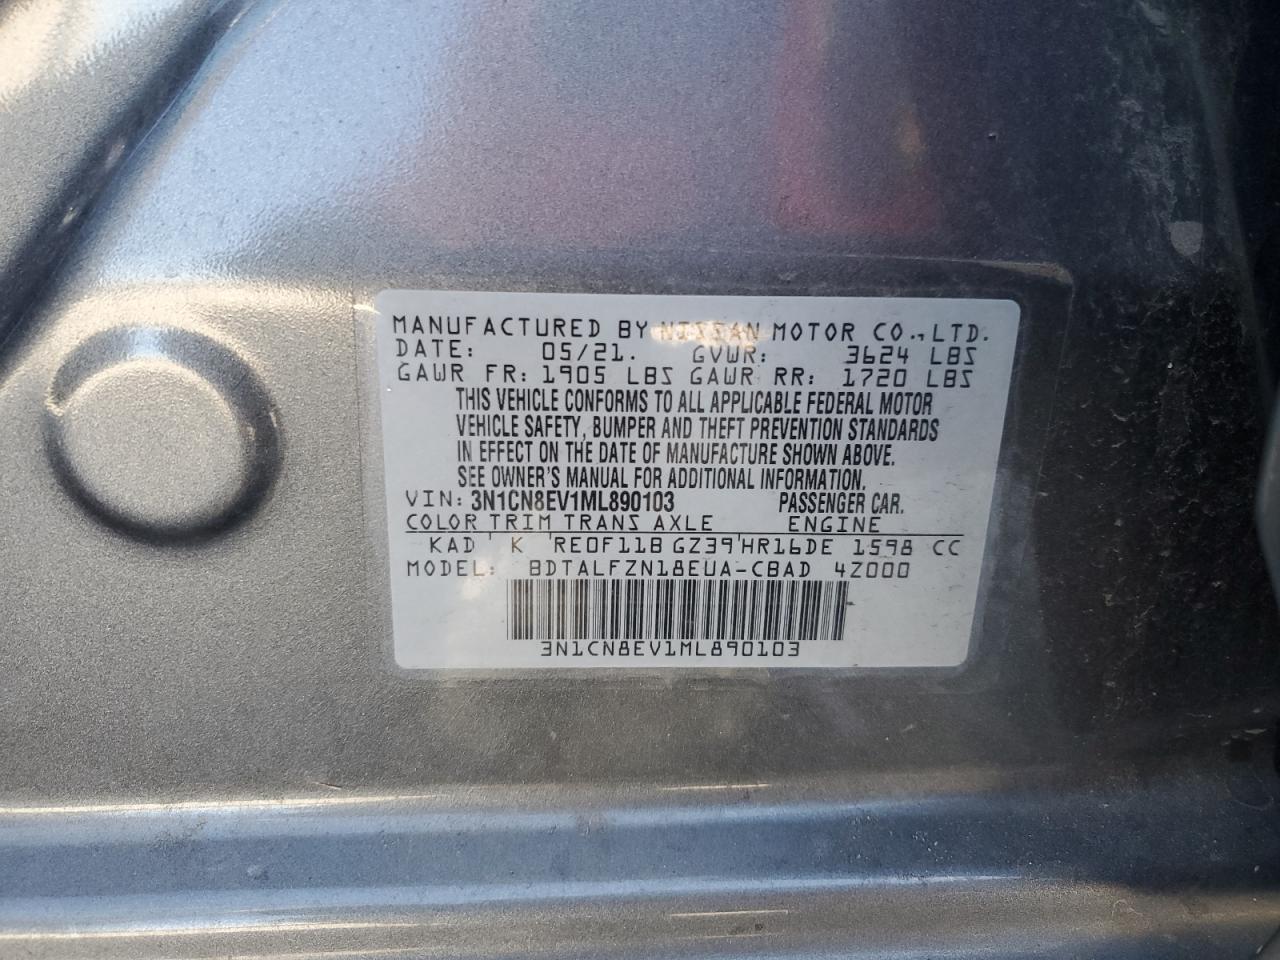 MANUFACTURED BY NISSAN MOTOR CO., LTD.
DATE: 05/21. GVWR: 3624 LBS
GAWR FR: 1905 LBS GAWR RR: 1720 LBS
THIS VEHICLE CONFORMS TO ALL APPLICABLE FEDERAL MOTOR
VEHICLE SAFETY, BUMPER AND THEFT PREVENTION STANDARDS
IN EFFECT ON THE DATE OF MANUFACTURE SHOWN ABOVE.
SEE OWNER'S MANUAL FOR ADDITIONAL INFORMATION.
VIN: 3N1CN8EV1ML890103 PASSENGER CAR.
COLOR TRIM TRANS AXLE ENGINE
KAD K RE0F11B GZ39 HR16DE 1598 CC
MODEL: BDTALFZN18EUA-CBAD 4Z000
3N1CN8EV1ML890103